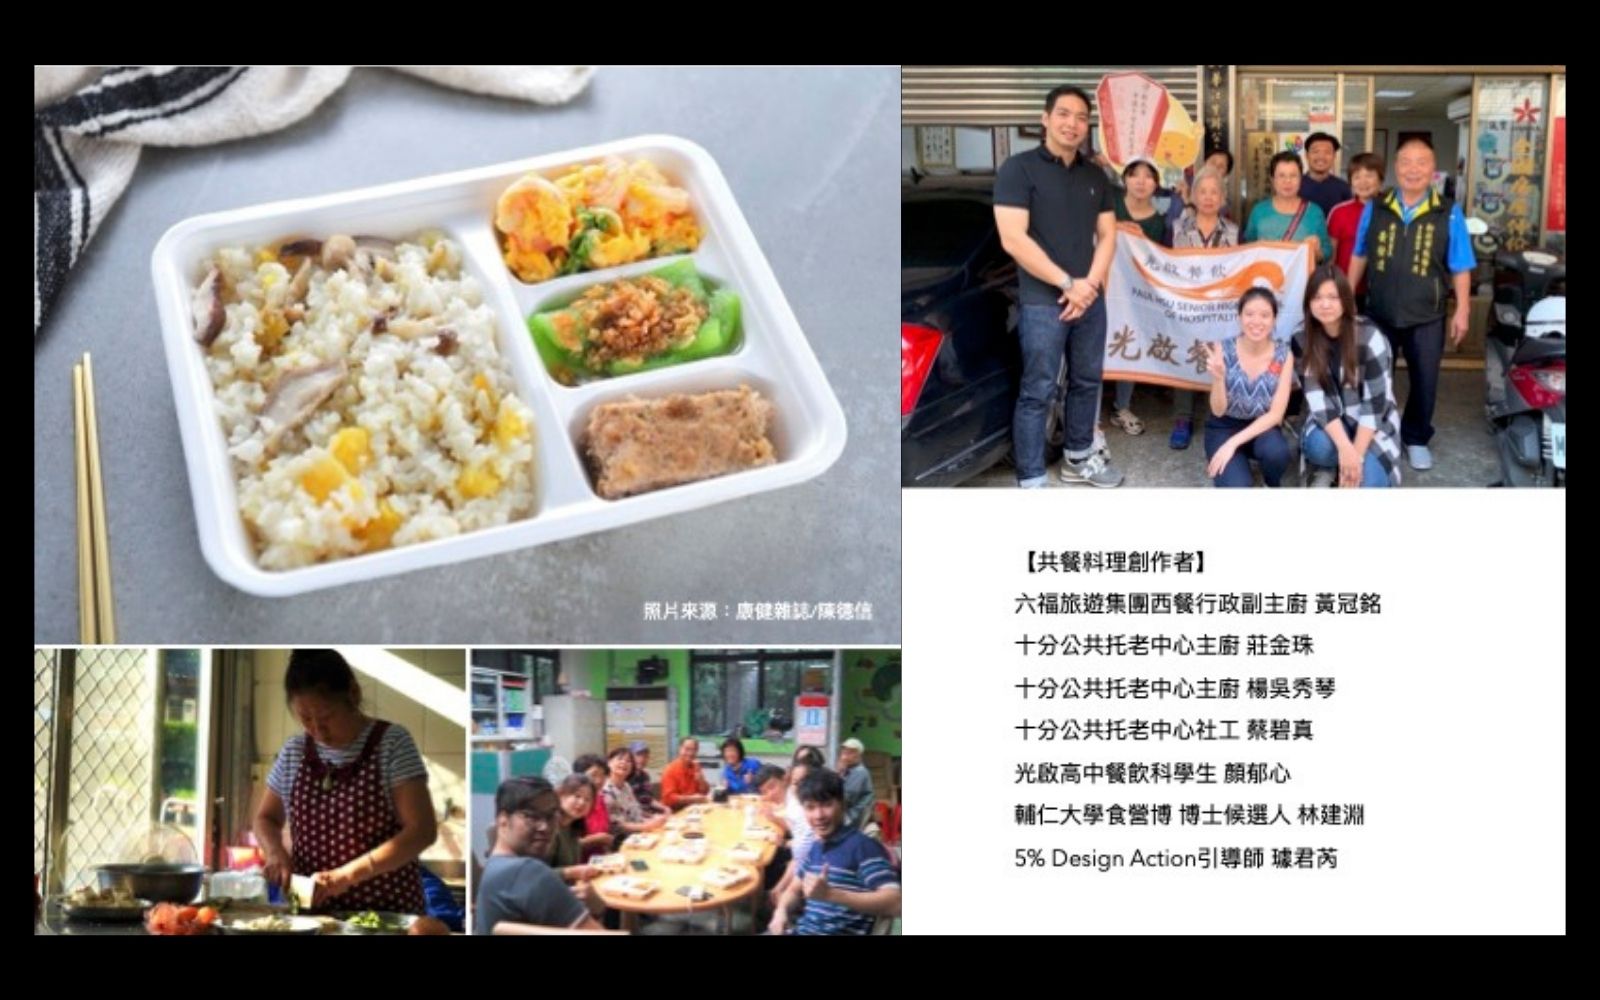 照片來源：康健雜誌/陳德信
光啟餐飲
PAUL HSU SENIOR HIGH
OF HOSPITALITY
光啟餐
【共餐料理創作者】
六福旅遊集團西餐行政副主廚 黃冠銘
十分公共托老中心主廚 莊金珠
十分公共托老中心主廚 楊吳秀琴
十分公共托老中心社工 蔡碧真
光啟高中餐飲科學生 顏郁心
輔仁大學食營博 博士候選人 林建淵
5% Design Action引導師 璩君芮